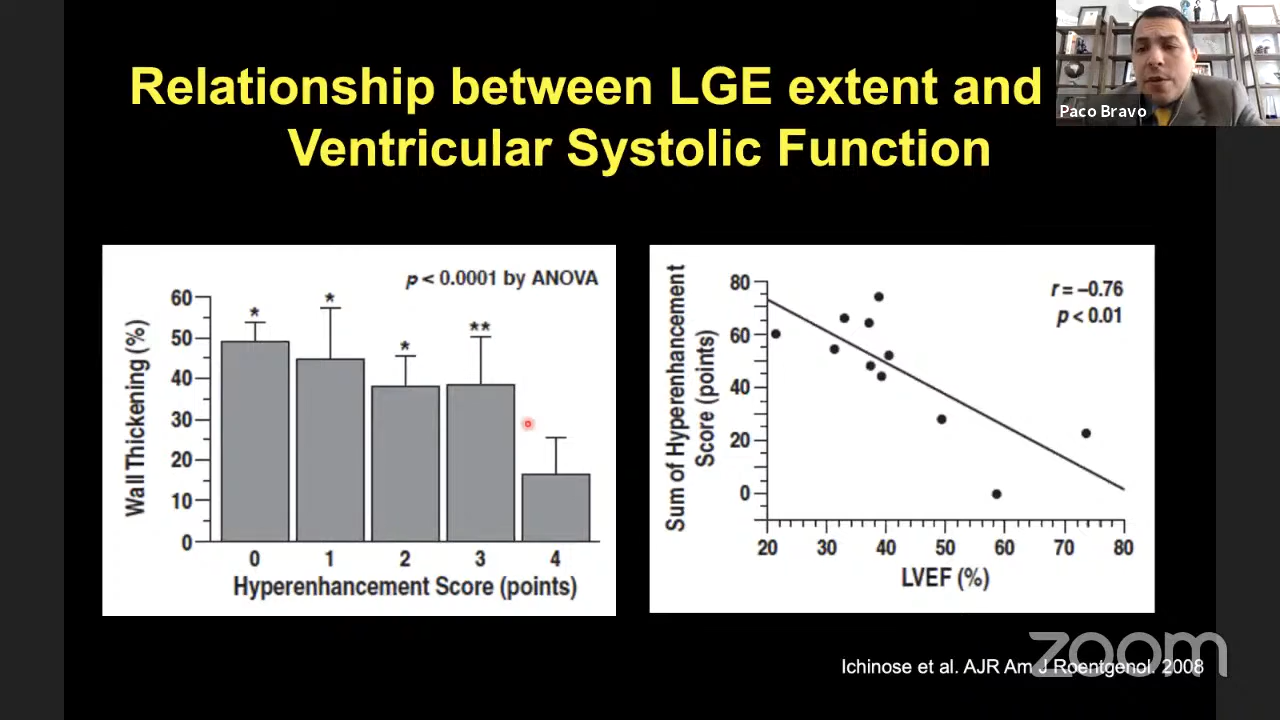 Relationship between LGE extent and
Ventricular Systolic Function
Paco Bravo
p < 0.0001 by ANOVA
60
50
40
30
20
10
0
Wall Thickening (%)
*
*
*
**
0 1 2 3 4
Hyperenhancement Score (points)
r = –0.76
p < 0.01
80
60
40
20
0
Sum of Hyperenhancement
Score (points)
20 30 40 50 60 70 80
LVEF (%)
Ichinose et al. AJR Am J Roentgenol. 2008
zoom